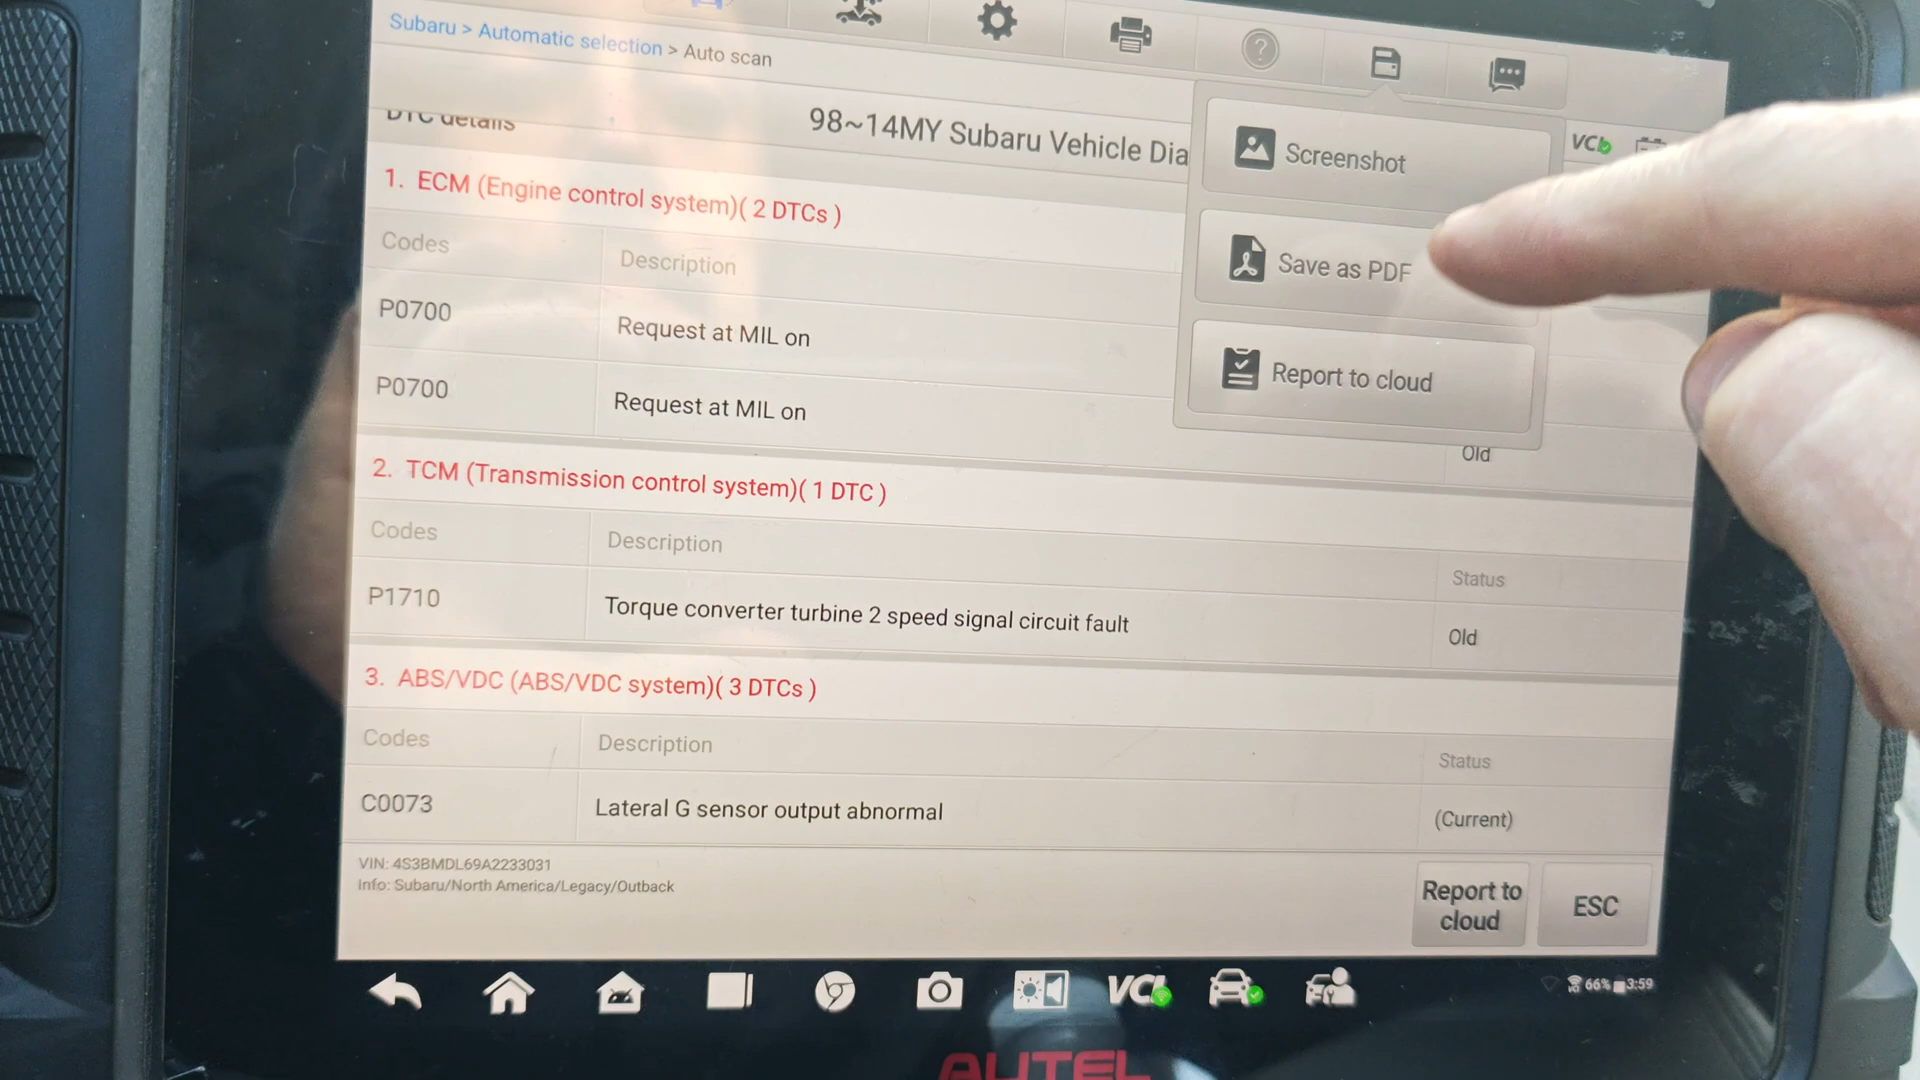 Subaru > Automatic selection > Auto scan
DTC details
98~14MY Subaru Vehicle Dia
VCI
Screenshot
Save as PDF
Report to cloud
1. ECM (Engine control system)( 2 DTCs )
Codes
Description
P0700
Request at MIL on
P0700
Request at MIL on
Old
2. TCM (Transmission control system)( 1 DTC )
Codes
Description
Status
P1710
Torque converter turbine 2 speed signal circuit fault
Old
3. ABS/VDC (ABS/VDC system)( 3 DTCs )
Codes
Description
Status
C0073
Lateral G sensor output abnormal
(Current)
VIN: 4S3BMDL69A2233031
Info: Subaru/North America/Legacy/Outback
Report to
cloud
ESC
VCI
66% 3:59
AUTEL